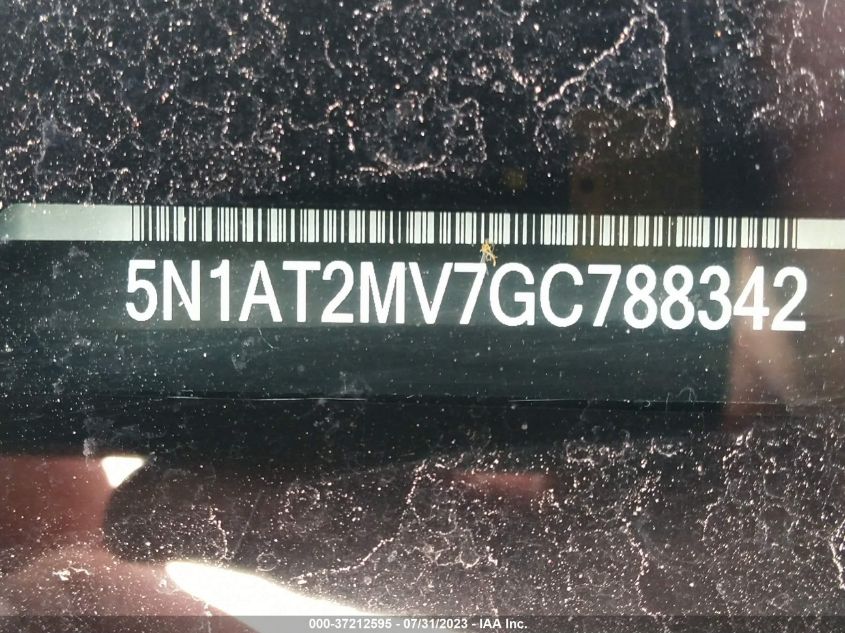 5N1AT2MV7GC788342
000-37212595 - 07/31/2023 - IAA Inc.